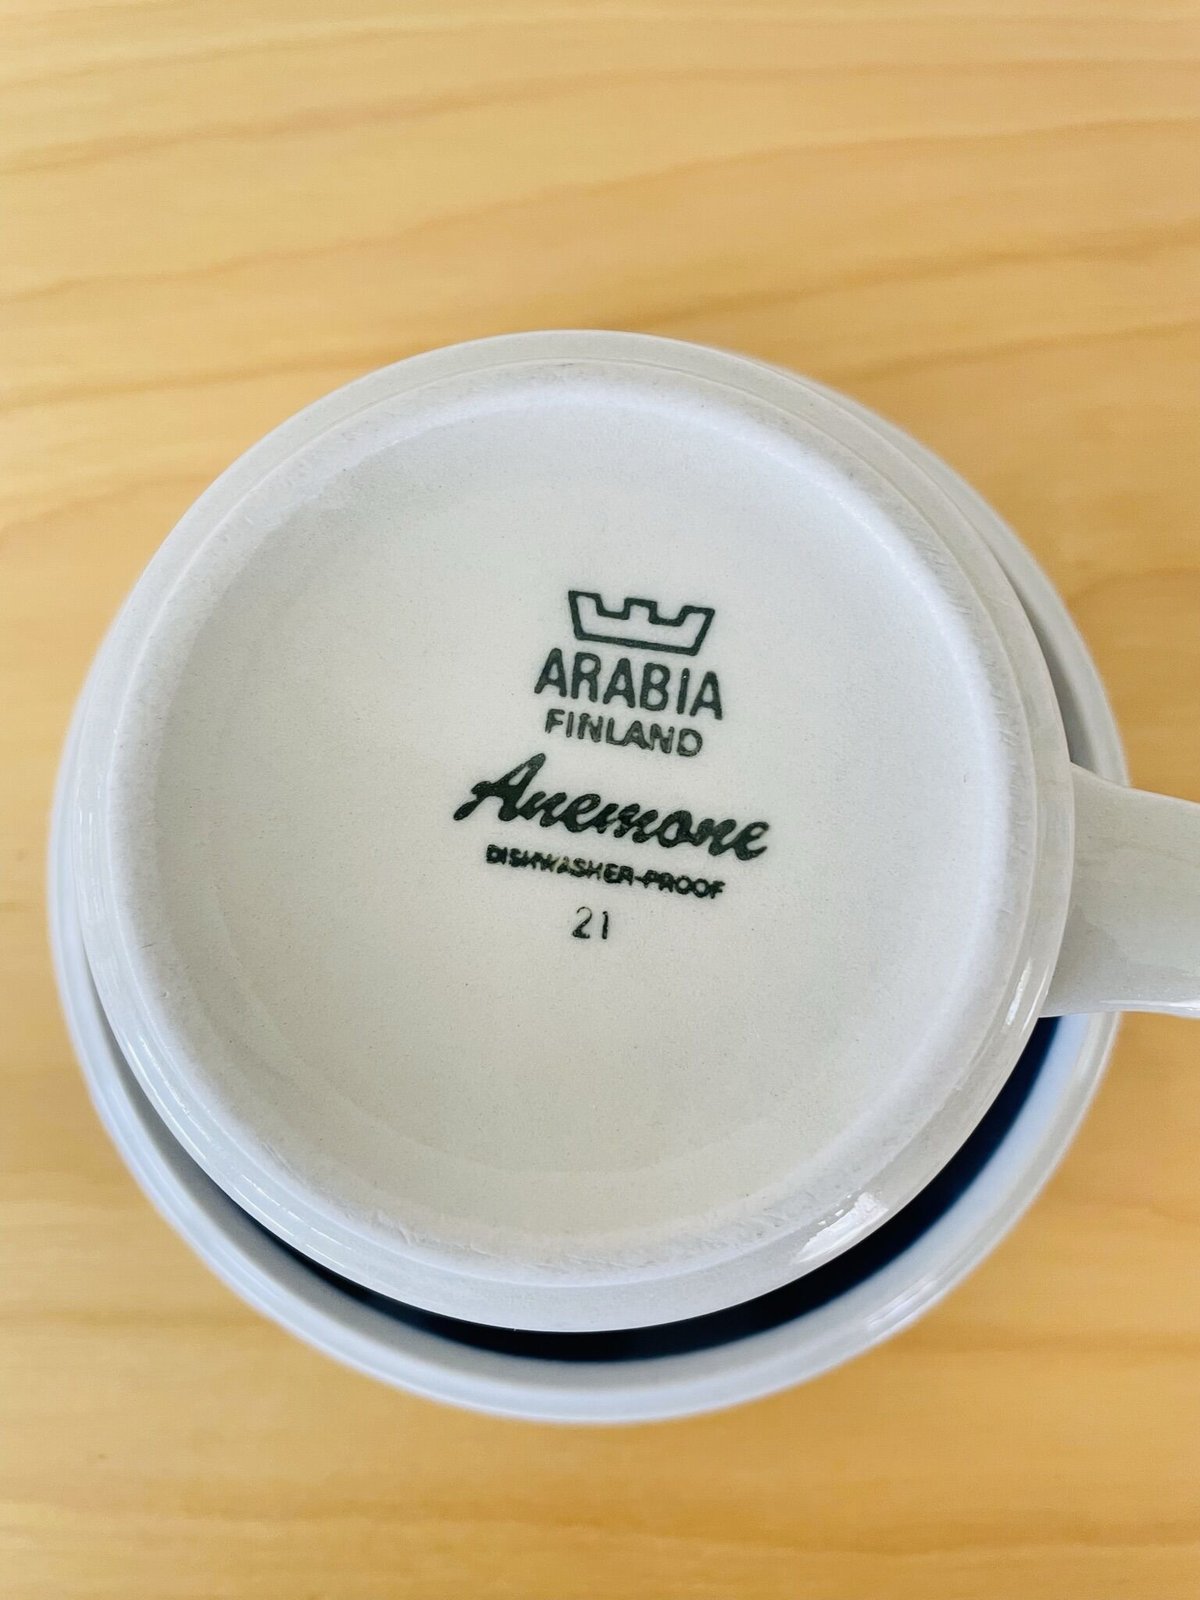 ARABIA
FINLAND
Anemone
DISHWASHER-PROOF
21